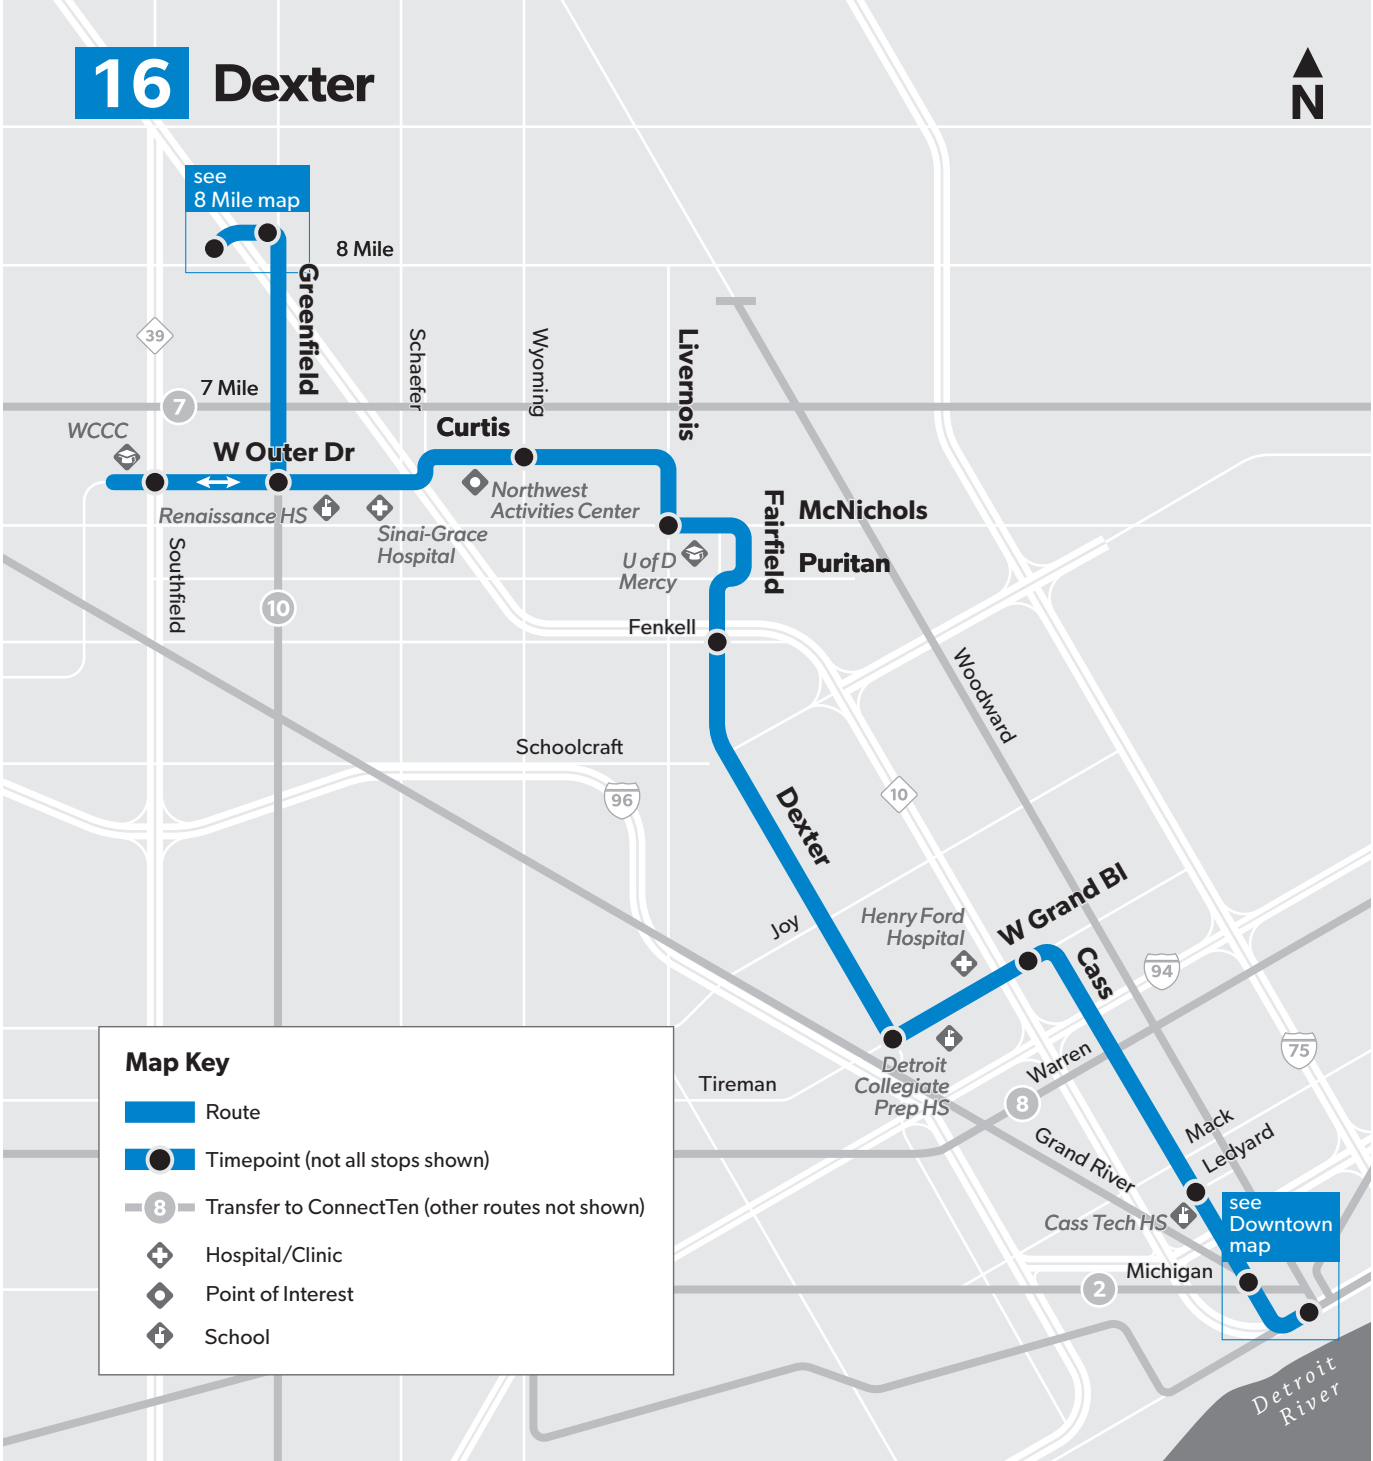 16 Dexter
N
see
8 Mile map
8 Mile
Greenfield
39
Schaefer
Wyoming
Livernois
7 Mile
7
WCCC
Curtis
W Outer Dr
Northwest
Activities Center
Renaissance HS
Sinai-Grace
Hospital
Fairfield
McNichols
Puritan
U of D
Mercy
Southfield
10
Fenkell
Woodward
Schoolcraft
96
10
Dexter
Joy
Henry Ford
Hospital
W Grand Bl
Cass
94
75
Detroit
Collegiate
Prep HS
Warren
8
Tireman
Grand River
Mack
Ledyard
Cass Tech HS
see
Downtown
map
Michigan
2
Detroit
River
Map Key
Route
Timepoint (not all stops shown)
8 Transfer to ConnectTen (other routes not shown)
Hospital/Clinic
Point of Interest
School